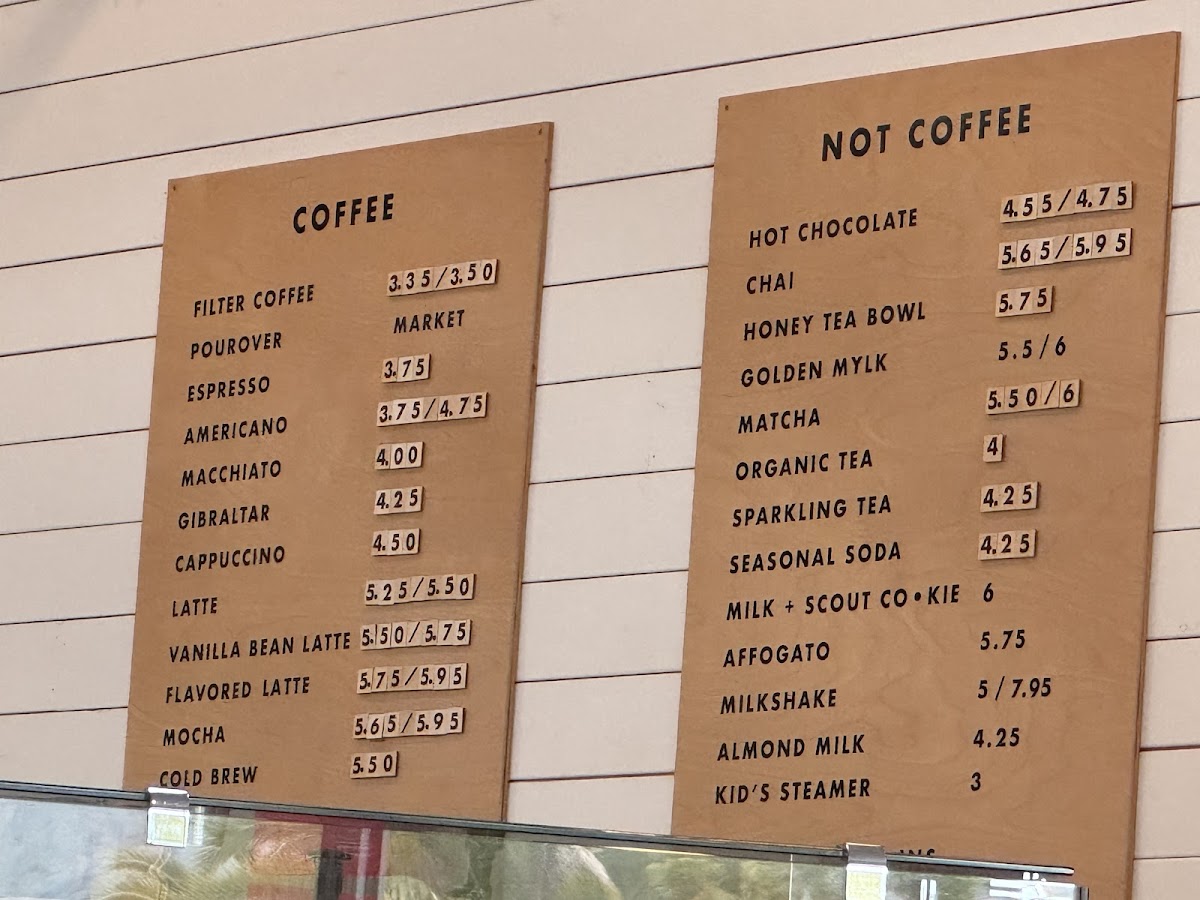 COFFEE
FILTER COFFEE 3.35/3.50
POUROVER MARKET
ESPRESSO 3.75
AMERICANO 3.75/4.75
MACCHIATO 4.00
GIBRALTAR 4.25
CAPPUCCINO 4.50
LATTE 5.25/5.50
VANILLA BEAN LATTE 5.50/5.75
FLAVORED LATTE 5.75/5.95
MOCHA 5.65/5.95
COLD BREW 5.50
NOT COFFEE
HOT CHOCOLATE 4.55/4.75
CHAI 5.65/5.95
HONEY TEA BOWL 5.75
GOLDEN MYLK 5.5/6
MATCHA 5.50/6
ORGANIC TEA 4
SPARKLING TEA 4.25
SEASONAL SODA 4.25
MILK + SCOUT CO•KIE 6
AFFOGATO 5.75
MILKSHAKE 5/7.95
ALMOND MILK 4.25
KID'S STEAMER 3